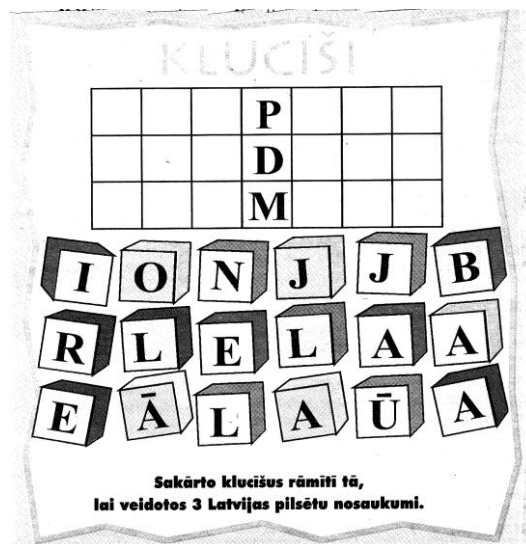 KLUCĪŠI
P
D
M
I O N J J B
R L E L A A
E Ā L A Ū A
Sakārto klucīšus rāmītī tā,
lai veidotos 3 Latvijas pilsētu nosaukumi.